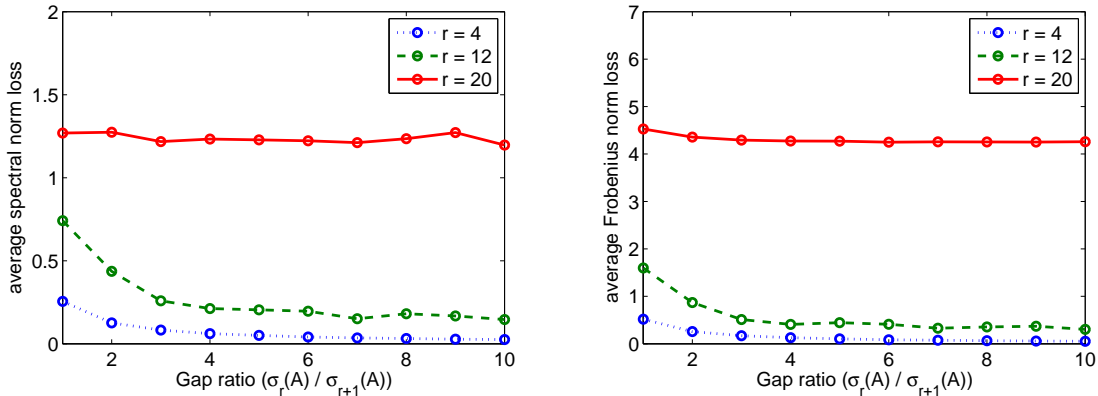 2
1.5
1
0.5
0
average spectral norm loss
r = 4
r = 12
r = 20
2 4 6 8 10
Gap ratio (σr(A) / σr+1(A))
7
6
5
4
3
2
1
0
average Frobenius norm loss
r = 4
r = 12
r = 20
2 4 6 8 10
Gap ratio (σr(A) / σr+1(A))